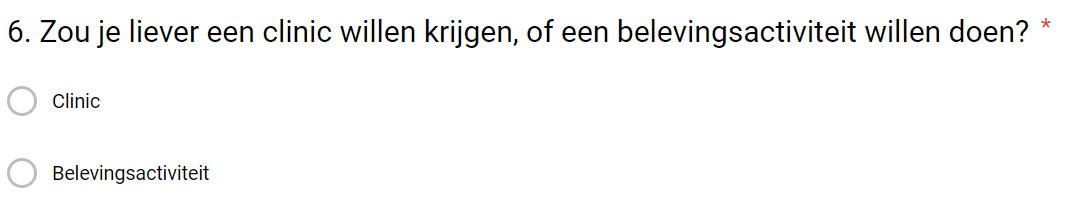 6. Zou je liever een clinic willen krijgen, of een belevingsactiviteit willen doen? *
Clinic
Belevingsactiviteit